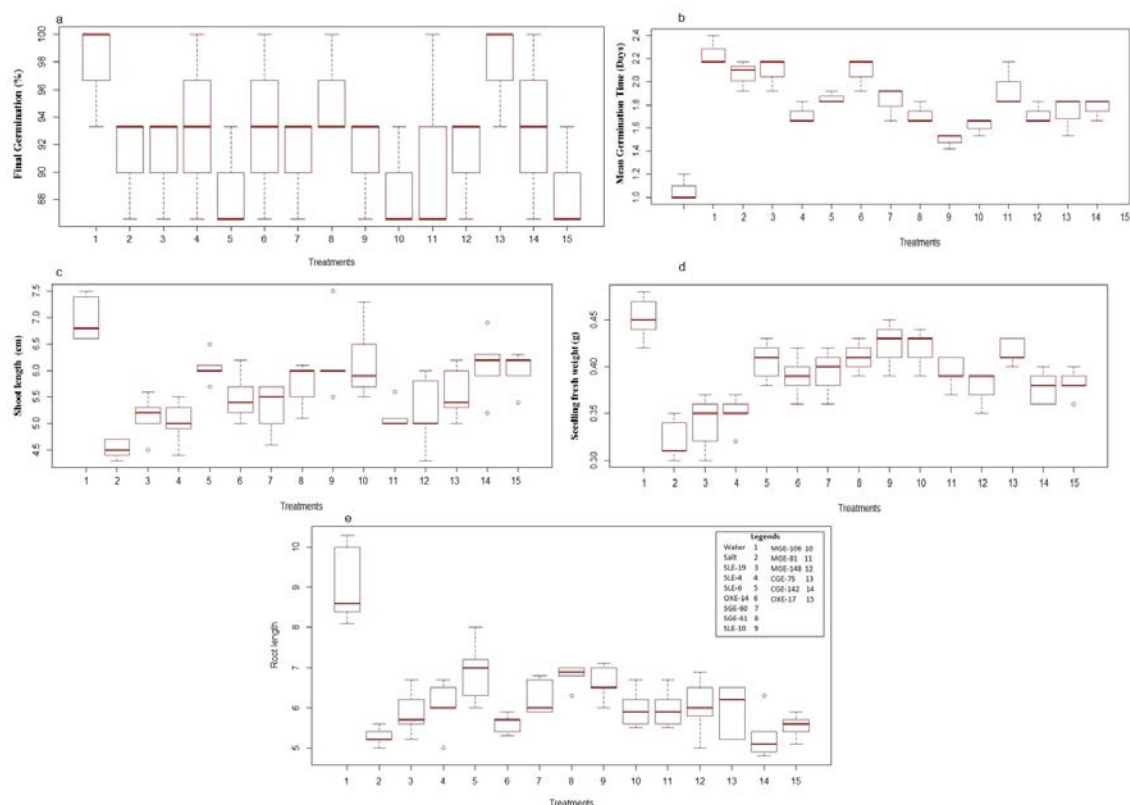 a
Final Germination (%)
100
98
96
94
92
90
88
1 2 3 4 5 6 7 8 9 10 11 12 13 14 15
Treatments
b
Mean Germination Time (Days)
2.4
2.2
2.0
1.8
1.6
1.4
1.2
1.0
1 2 3 4 5 6 7 8 9 10 11 12 13 14 15
Treatments
c
Shoot length (cm)
7.5
7.0
6.5
6.0
5.5
5.0
4.5
1 2 3 4 5 6 7 8 9 10 11 12 13 14 15
Treatments
d
Seedling fresh weight (g)
0.45
0.40
0.35
0.30
1 2 3 4 5 6 7 8 9 10 11 12 13 14 15
Treatments
e
Root length
10
9
8
7
6
5
1 2 3 4 5 6 7 8 9 10 11 12 13 14 15
Treatments
Legends
Water 1 MGE-106 10
Salt 2 MGE-81 11
SLE-19 3 MGE-148 12
SLE-4 4 CGE-75 13
SLE-6 5 CGE-142 14
OXE-14 6 OXE-17 15
SGE-60 7
SGE-61 8
SLE-10 9